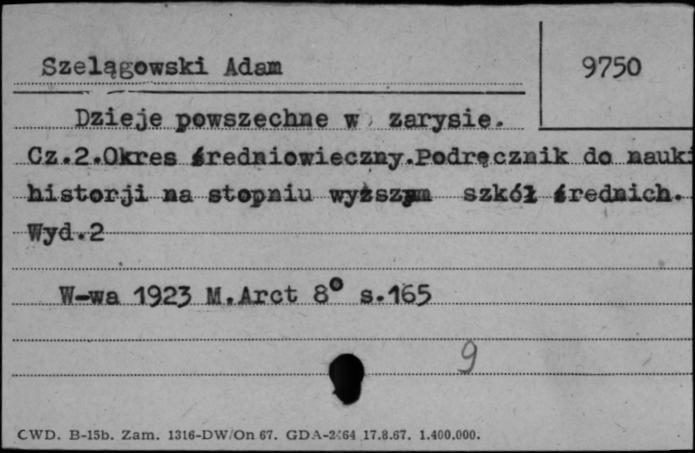 Szelągowski Adam
9750
Dzieje powszechne w zarysie.
Cz.2.Okres średniowieczny.Podręcznik do nauki
historji na stopniu wyższym szkół średnich.
Wyd.2
W-wa 1923 M.Arct 8° s.165
9
CWD. B-15b. Zam. 1316-DW/On 67. GDA-2464 17.8.67. 1.400.000.